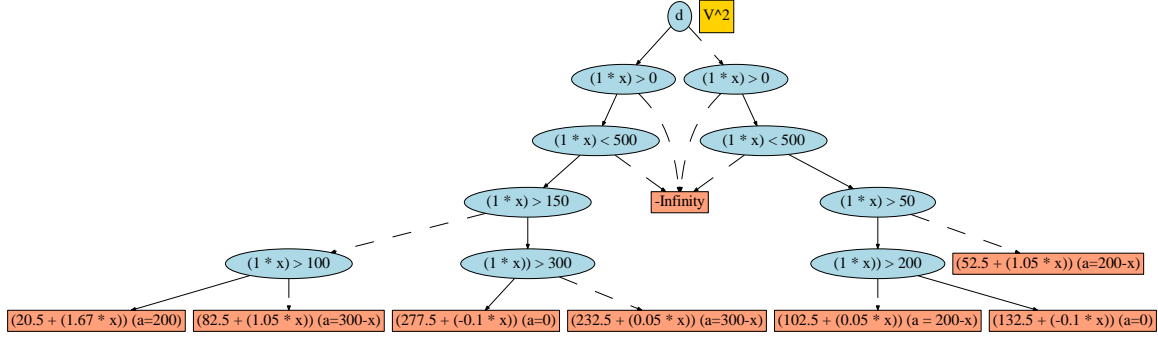 d
V^2
(1 * x) > 0
(1 * x) > 0
(1 * x) < 500
(1 * x) < 500
(1 * x) > 150
-Infinity
(1 * x) > 50
(1 * x) > 100
(1 * x)) > 300
(1 * x)) > 200
(52.5 + (1.05 * x)) (a=200-x)
(20.5 + (1.67 * x)) (a=200)
(82.5 + (1.05 * x)) (a=300-x)
(277.5 + (-0.1 * x)) (a=0)
(232.5 + (0.05 * x)) (a=300-x)
(102.5 + (0.05 * x)) (a = 200-x)
(132.5 + (-0.1 * x)) (a=0)